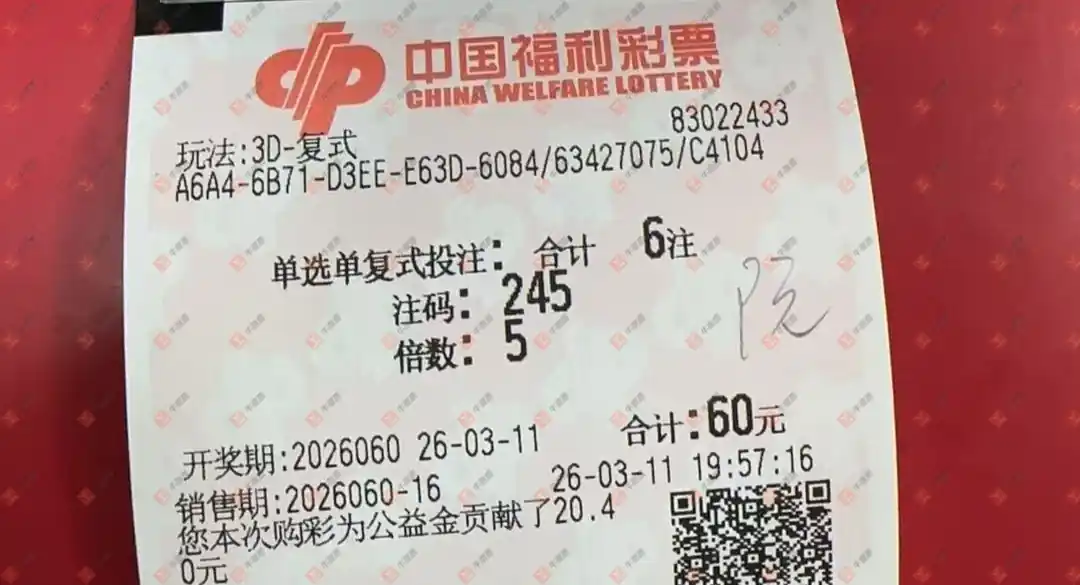 中国福利彩票
CHINA WELFARE LOTTERY
83022433
玩法:3D-复式
A6A4-6B71-D3EE-E63D-6084/63427075/C4104
单选单复式投注: 合计 6注
注码: 245
倍数: 5
院
合计:60元
开奖期:2026060 26-03-11
销售期:2026060-16 26-03-11 19:57:16
您本次购彩为公益金贡献了20.4
0元